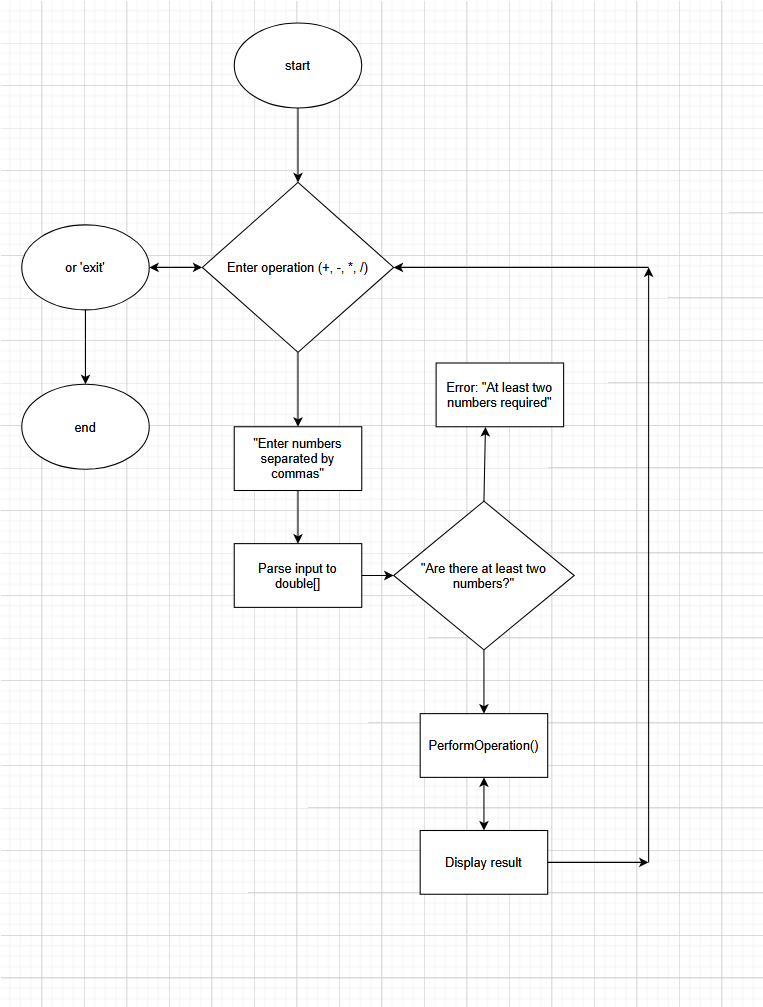 start
or 'exit'
Enter operation (+, -, *, /)
end
"Enter numbers
separated by
commas"
Error: "At least two
numbers required"
Parse input to
double[]
"Are there at least two
numbers?"
PerformOperation()
Display result